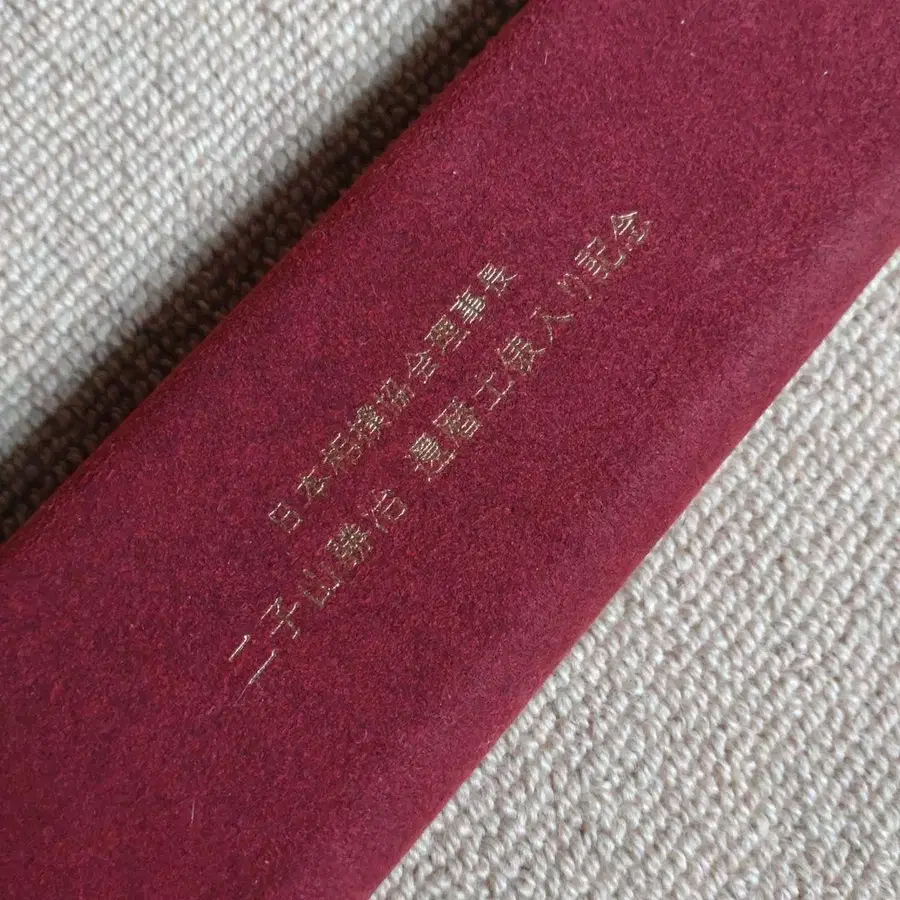 日本相撲協会理事長
二子山勝治 還暦土俵入り記念